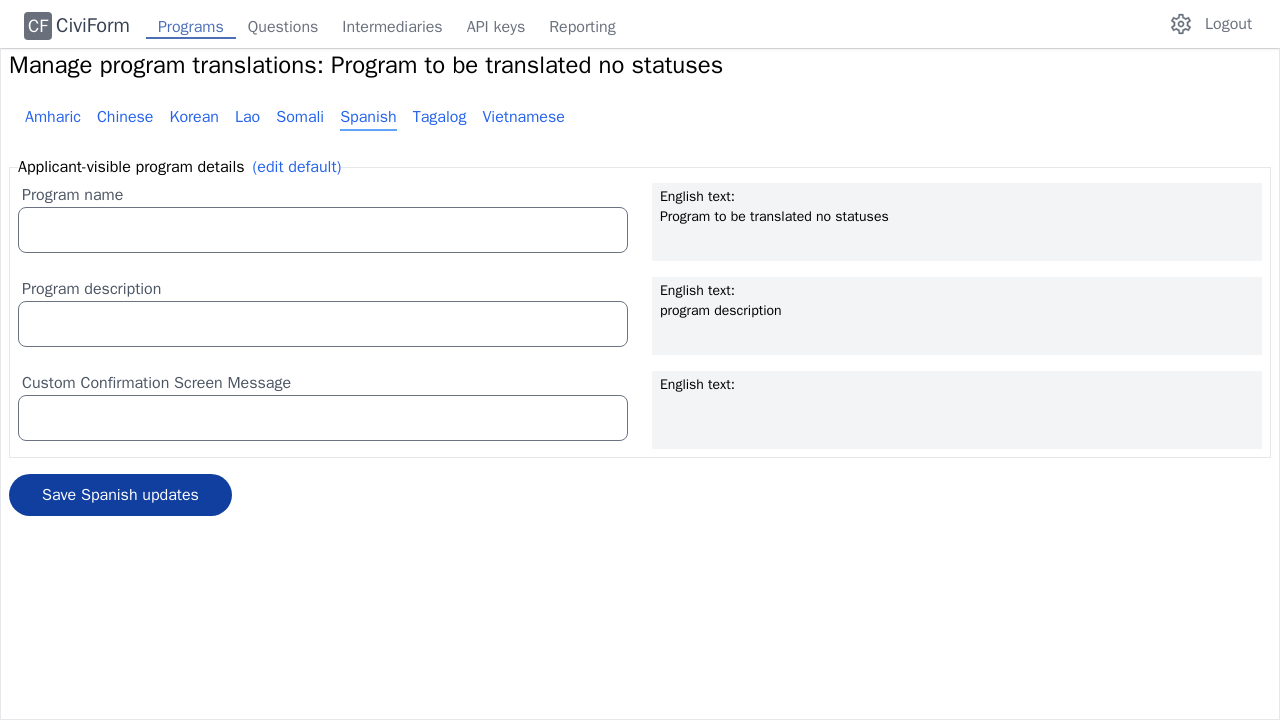 CF CiviForm Programs Questions Intermediaries API keys Reporting Logout
Manage program translations: Program to be translated no statuses
Amharic Chinese Korean Lao Somali Spanish Tagalog Vietnamese
Applicant-visible program details (edit default)
Program name
English text:
Program to be translated no statuses
Program description
English text:
program description
Custom Confirmation Screen Message
English text:
Save Spanish updates